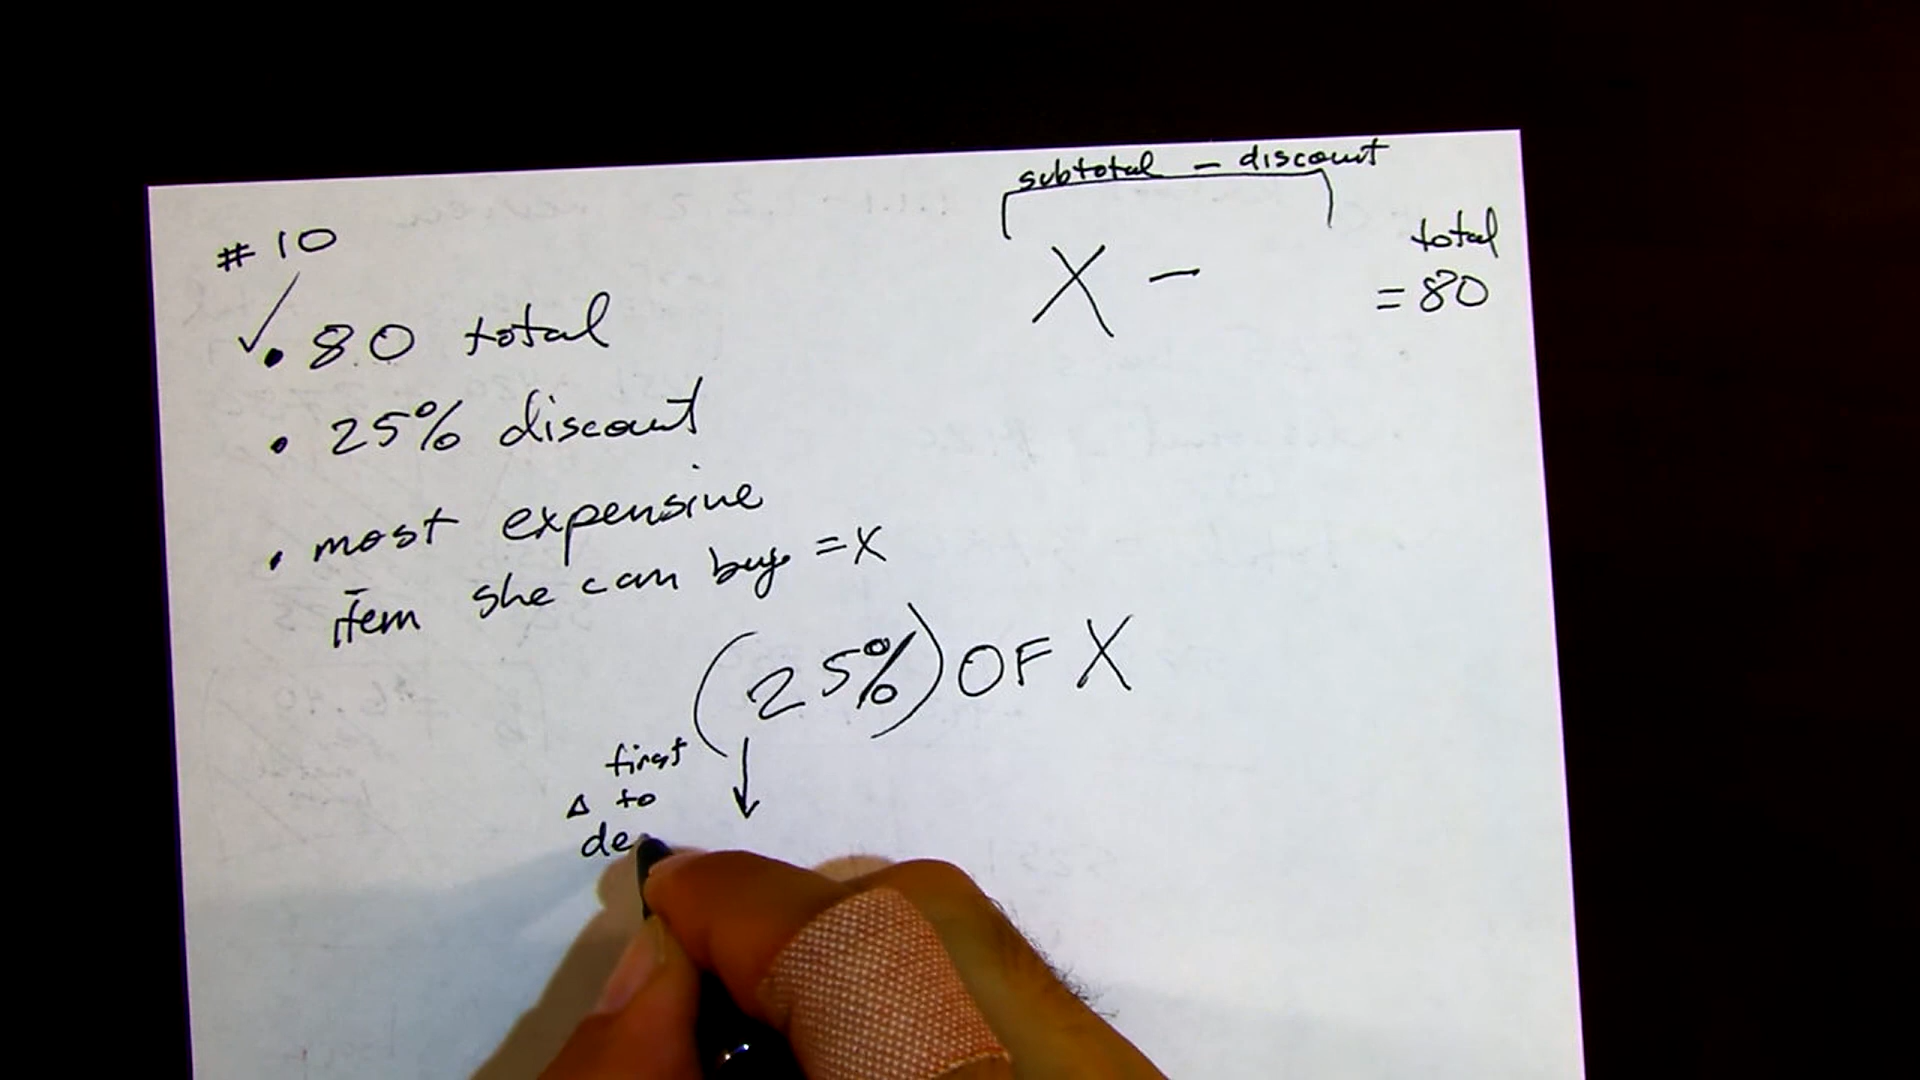 #10
✓• 80 total
• 25% discount
• most expensive
item she can buy = X
subtotal - discount
X -
total
= 80
(25%) OF X
first
Δ to
de